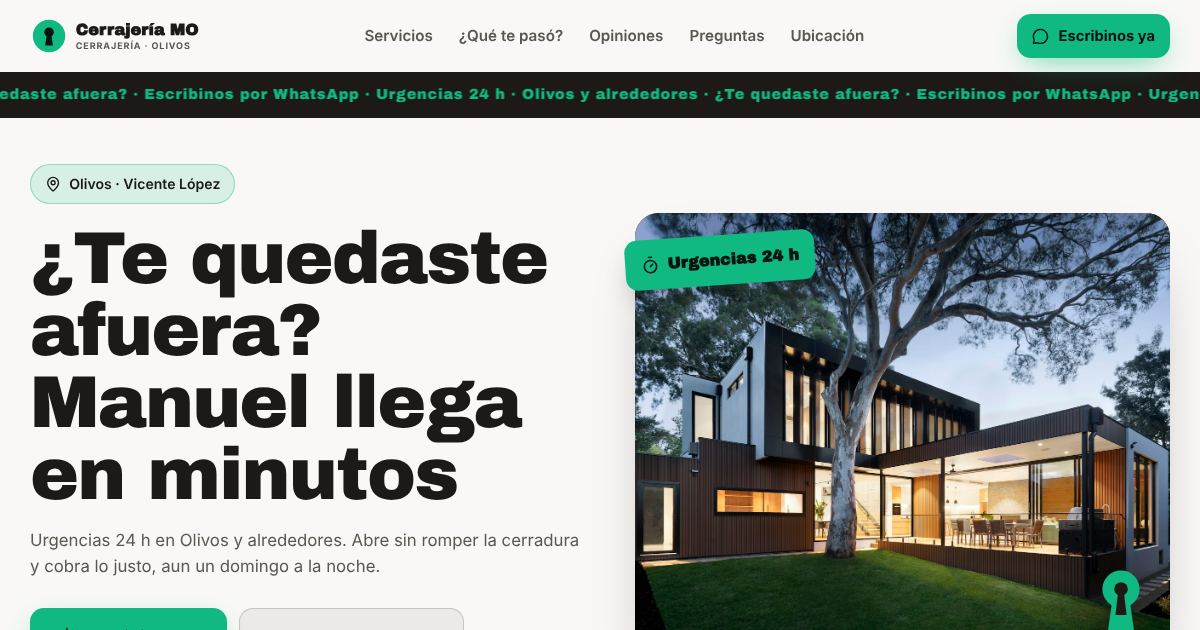 Cerrajería MO
CERRAJERÍA · OLIVOS
Servicios
¿Qué te pasó?
Opiniones
Preguntas
Ubicación
Escribinos ya
edaste afuera? · Escribinos por WhatsApp · Urgencias 24 h · Olivos y alrededores · ¿Te quedaste afuera? · Escribinos por WhatsApp · Urgen
Olivos · Vicente López
¿Te quedaste
afuera?
Manuel llega
en minutos
Urgencias 24 h en Olivos y alrededores. Abre sin romper la cerradura
y cobra lo justo, aun un domingo a la noche.
Urgencias 24 h